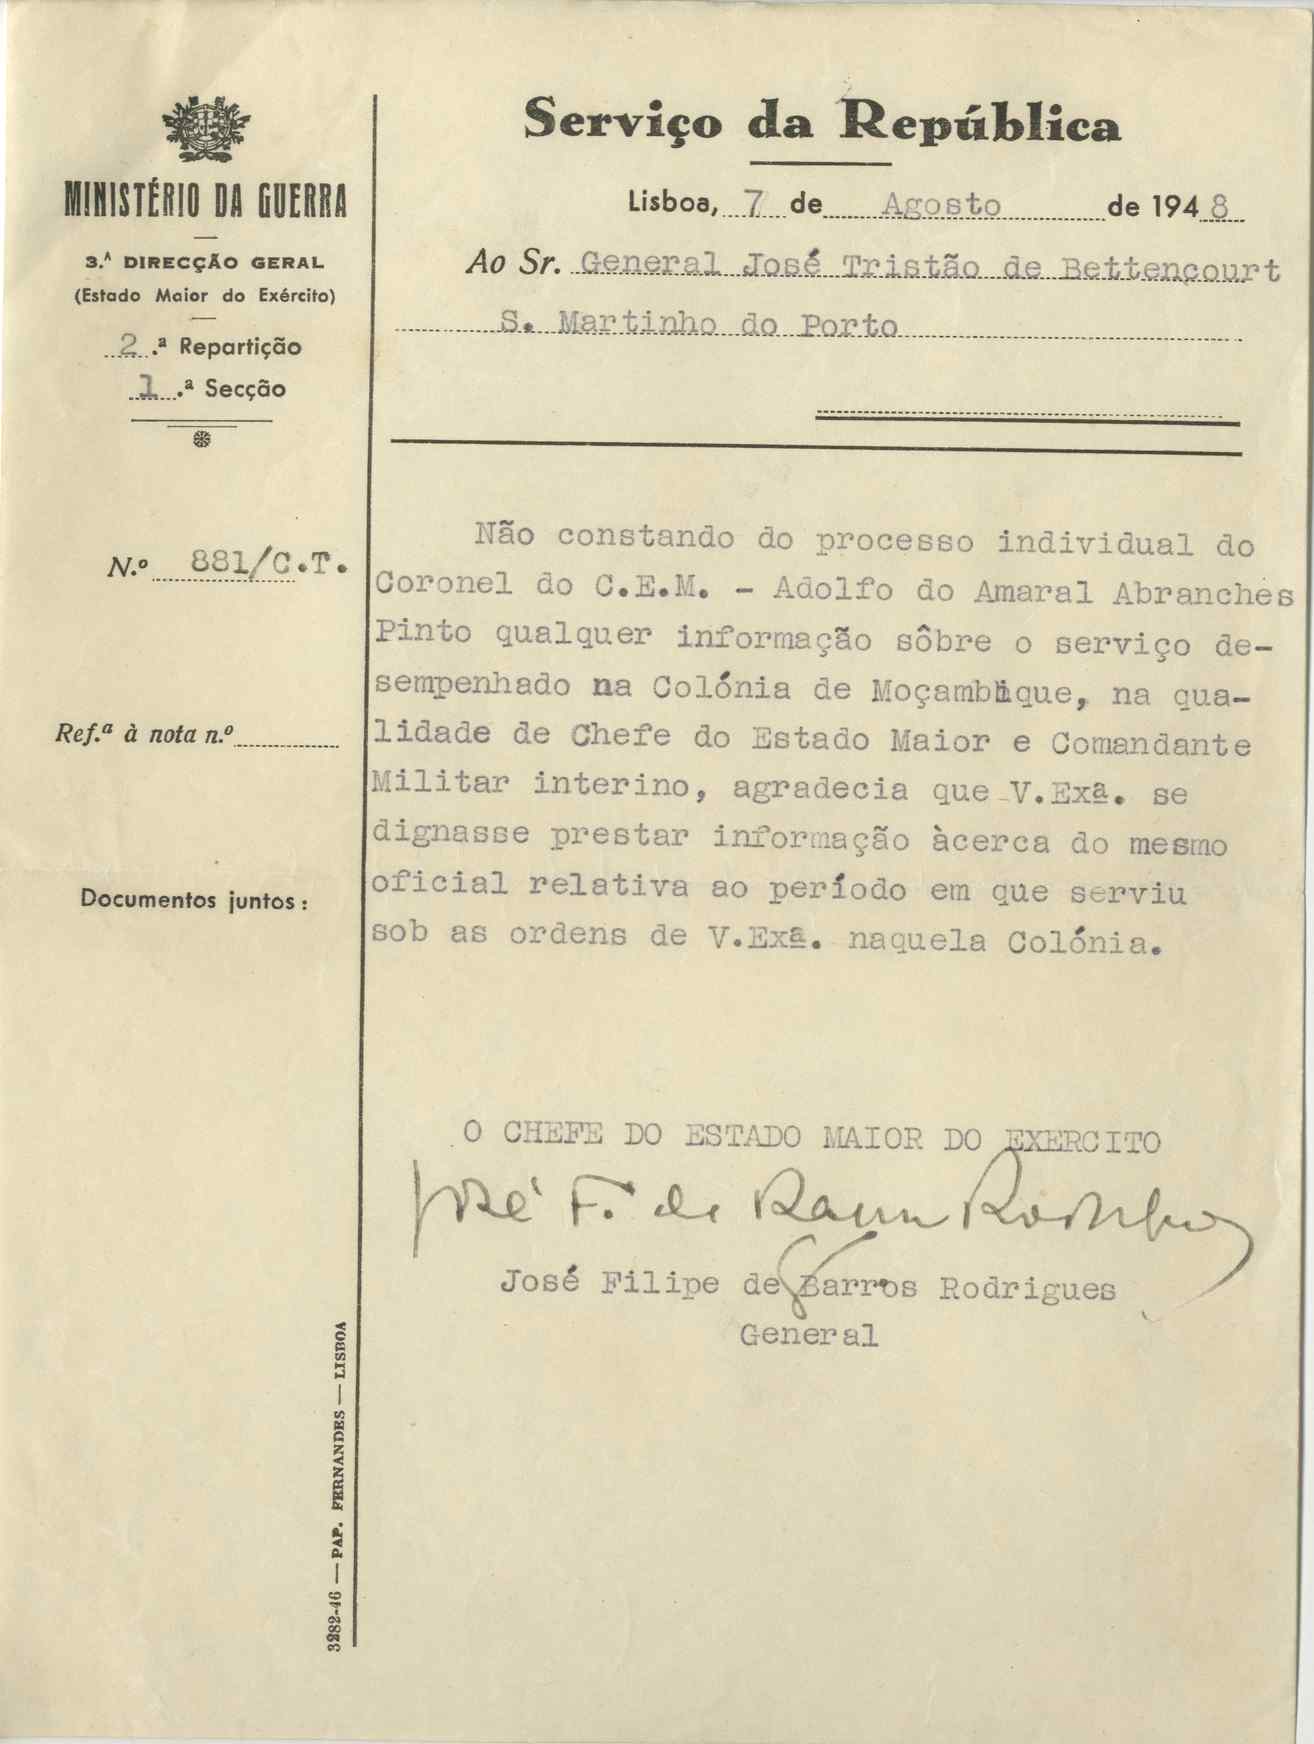 MINISTÉRIO DA GUERRA
3.ª DIRECÇÃO GERAL
(Estado Maior do Exército)
2.ª Repartição
1.ª Secção
N.º 881/C.T.
Ref.ª à nota n.º
Documentos juntos:
3282-46 — PAP. FERNANDES — LISBOA
Serviço da República
Lisboa, 7 de Agosto de 1948
Ao Sr. General José Tristão de Bettencourt
S. Martinho do Porto
Não constando do processo individual do
Coronel do C.E.M. - Adolfo do Amaral Abranches
Pinto qualquer informação sôbre o serviço de-
sempenhado na Colónia de Moçambique, na qua-
lidade de Chefe do Estado Maior e Comandante
Militar interino, agradecia que V.Exª. se
dignasse prestar informação àcerca do mesmo
oficial relativa ao período em que serviu
sob as ordens de V.Exª. naquela Colónia.
O CHEFE DO ESTADO MAIOR DO EXERCITO
José F. de Barros Rodrigues
José Filipe de Barros Rodrigues
General